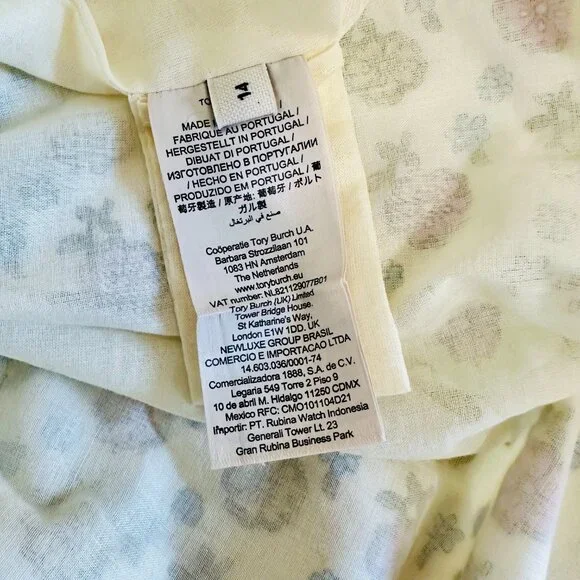 14
TO
MADE /
FABRIQUE AU PORTUGAL /
HERGESTELLT IN PORTUGAL
/ DIBUAT DI PORTUGAL /
ИЗГОТОВЛЕНО В ПОРТУГАЛИИ
/ HECHO EN PORTUGAL /
PRODUZIDO EM PORTUGAL / 葡
萄牙製造 / 原产地: 葡萄牙 / ポルト
ガル製 /
صنع في البرتغال
Coöperatie Tory Burch U.A.
Barbara Strozzilaan 101
1083 HN Amsterdam
The Netherlands
www.toryburch.eu
VAT number: NL821129077B01
Tory Burch (UK) Limited
Tower Bridge House,
St Katharine's Way,
London E1W 1DD. UK
NEWLUXE GROUP BRASIL
COMERCIO E IMPORTACAO LTDA
14.603.036/0001-74
Comercializadora 1888, S.A. de C.V.
Legaria 549 Torre 2 Piso 9
10 de abril M. Hidalgo 11250 CDMX
Mexico RFC: CMO101104D21
Importir: PT. Rubina Watch Indonesia
Generali Tower Lt. 23
Gran Rubina Business Park